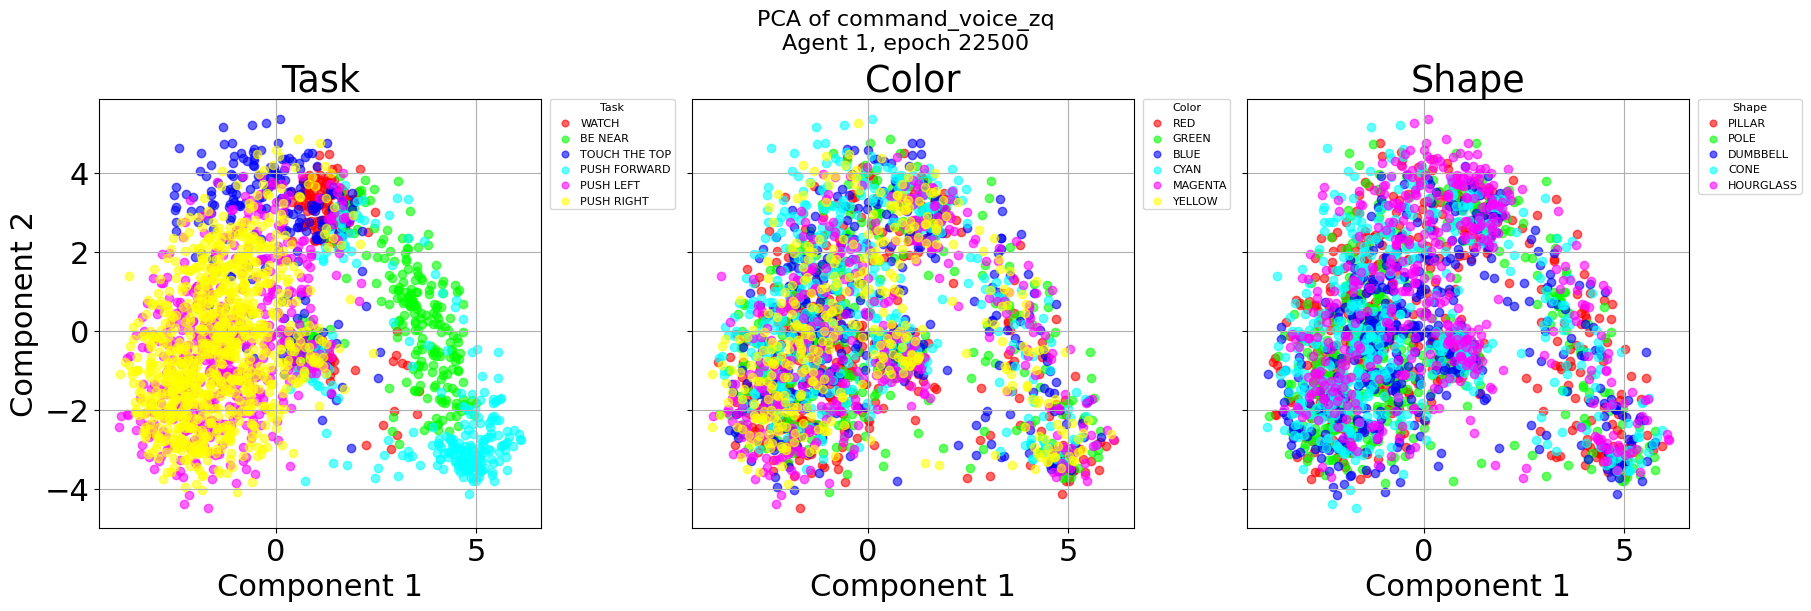 PCA of command_voice_zq
Agent 1, epoch 22500
Task
Color
Shape
Component 2
4
2
0
−2
−4
0
5
Component 1
Task
WATCH
BE NEAR
TOUCH THE TOP
PUSH FORWARD
PUSH LEFT
PUSH RIGHT
0
5
Component 1
Color
RED
GREEN
BLUE
CYAN
MAGENTA
YELLOW
0
5
Component 1
Shape
PILLAR
POLE
DUMBBELL
CONE
HOURGLASS